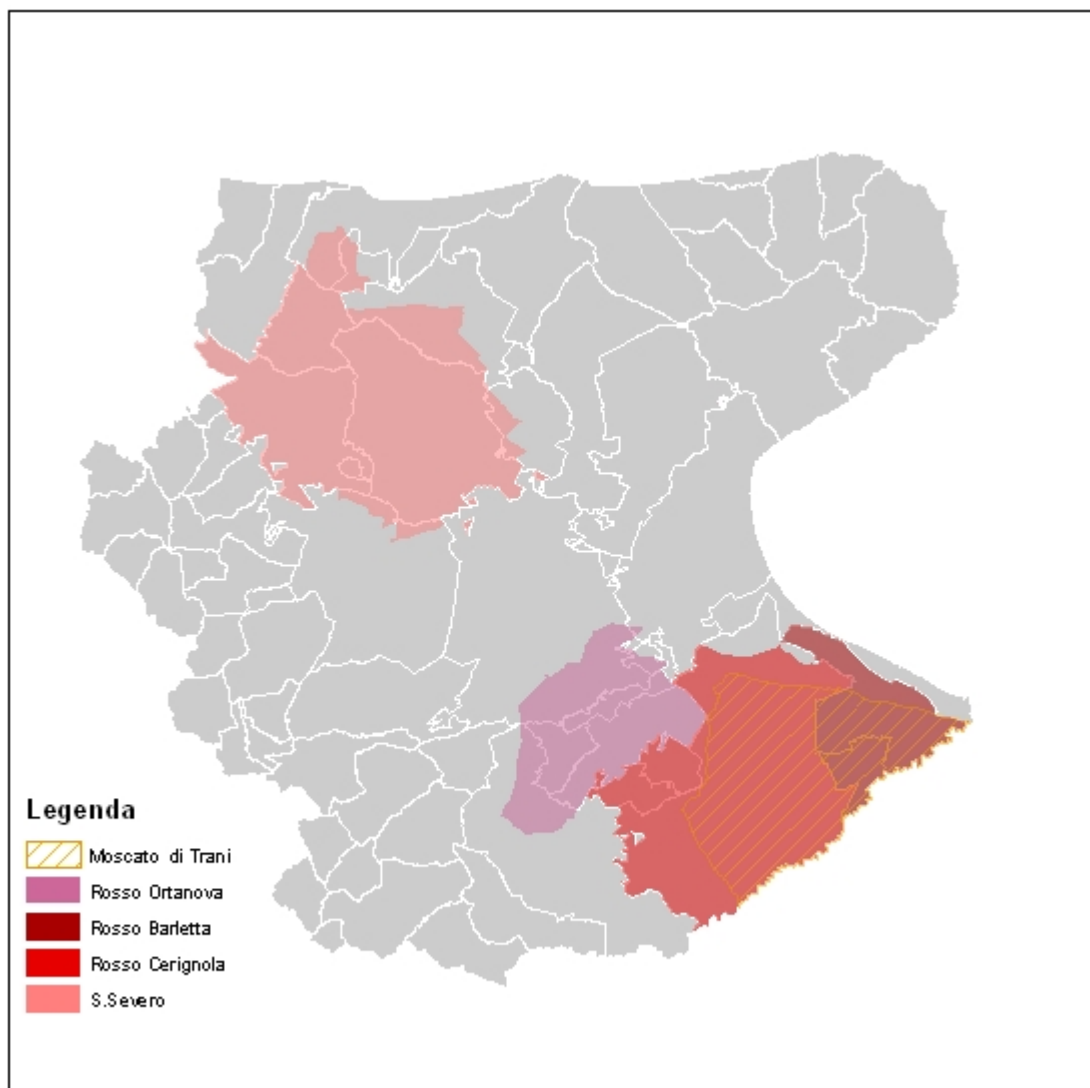 Legenda
Moscato di Trani
Rosso Ortanova
Rosso Barletta
Rosso Cerignola
S.Severo